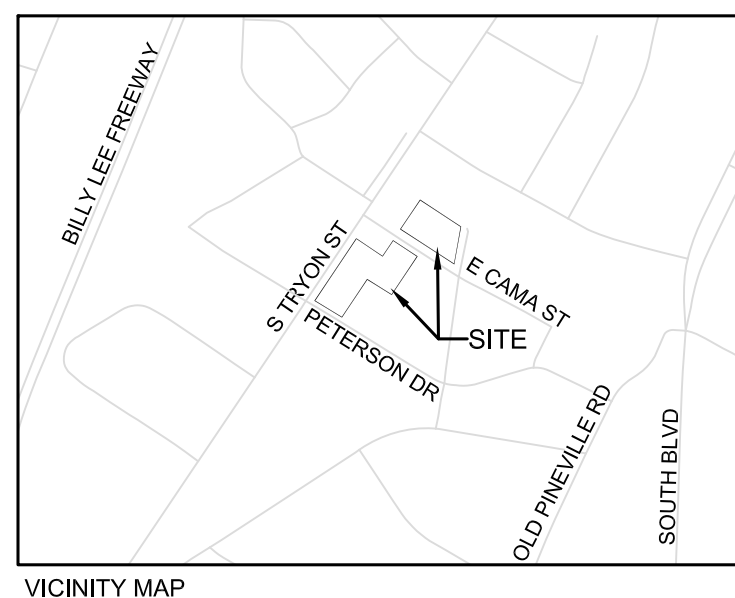 BILLY LEE FREEWAY
S TRYON ST
E CAMA ST
PETERSON DR
SITE
OLD PINEVILLE RD
SOUTH BLVD
VICINITY MAP